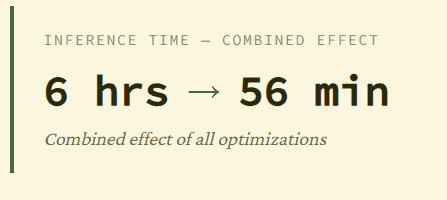 INFERENCE TIME — COMBINED EFFECT
6 hrs → 56 min
Combined effect of all optimizations